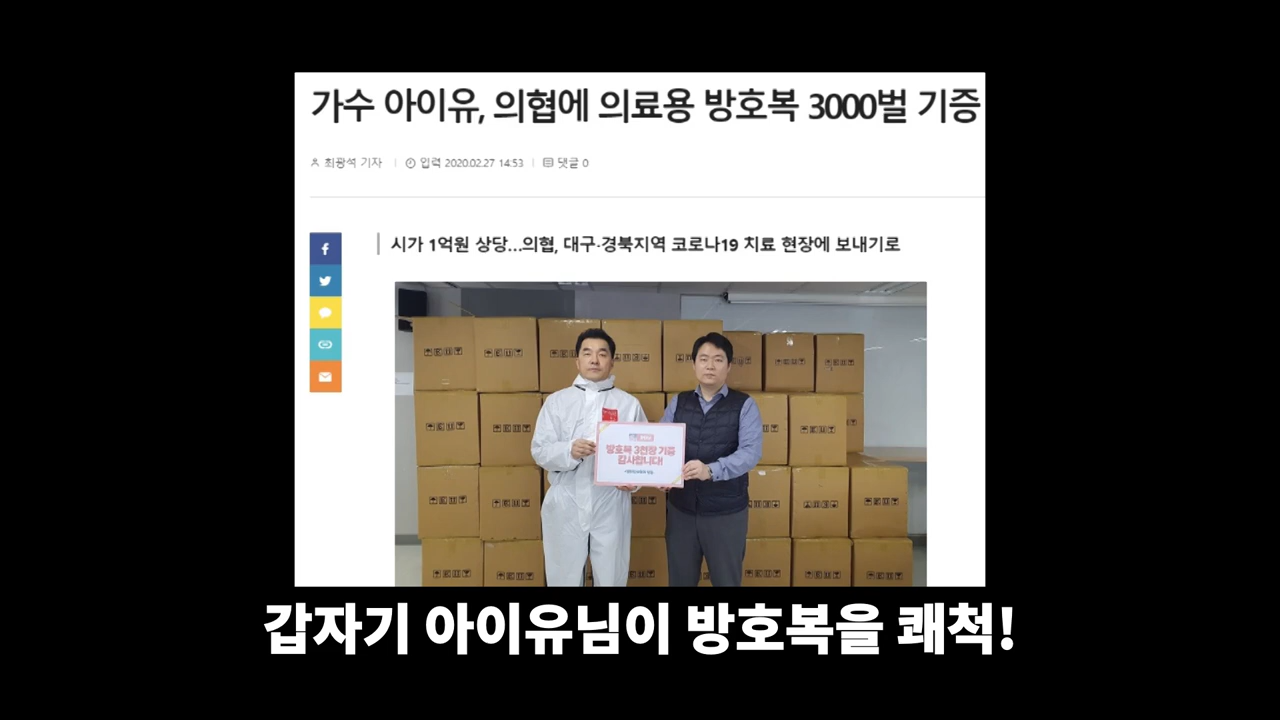 가수 아이유, 의협에 의료용 방호복 3000벌 기증
최광석 기자
입력 2020.02.27 14:53
댓글 0
시가 1억원 상당...의협, 대구·경북지역 코로나19 치료 현장에 보내기로
방호복 3천장 기증
감사합니다!
갑자기 아이유님이 방호복을 쾌척!